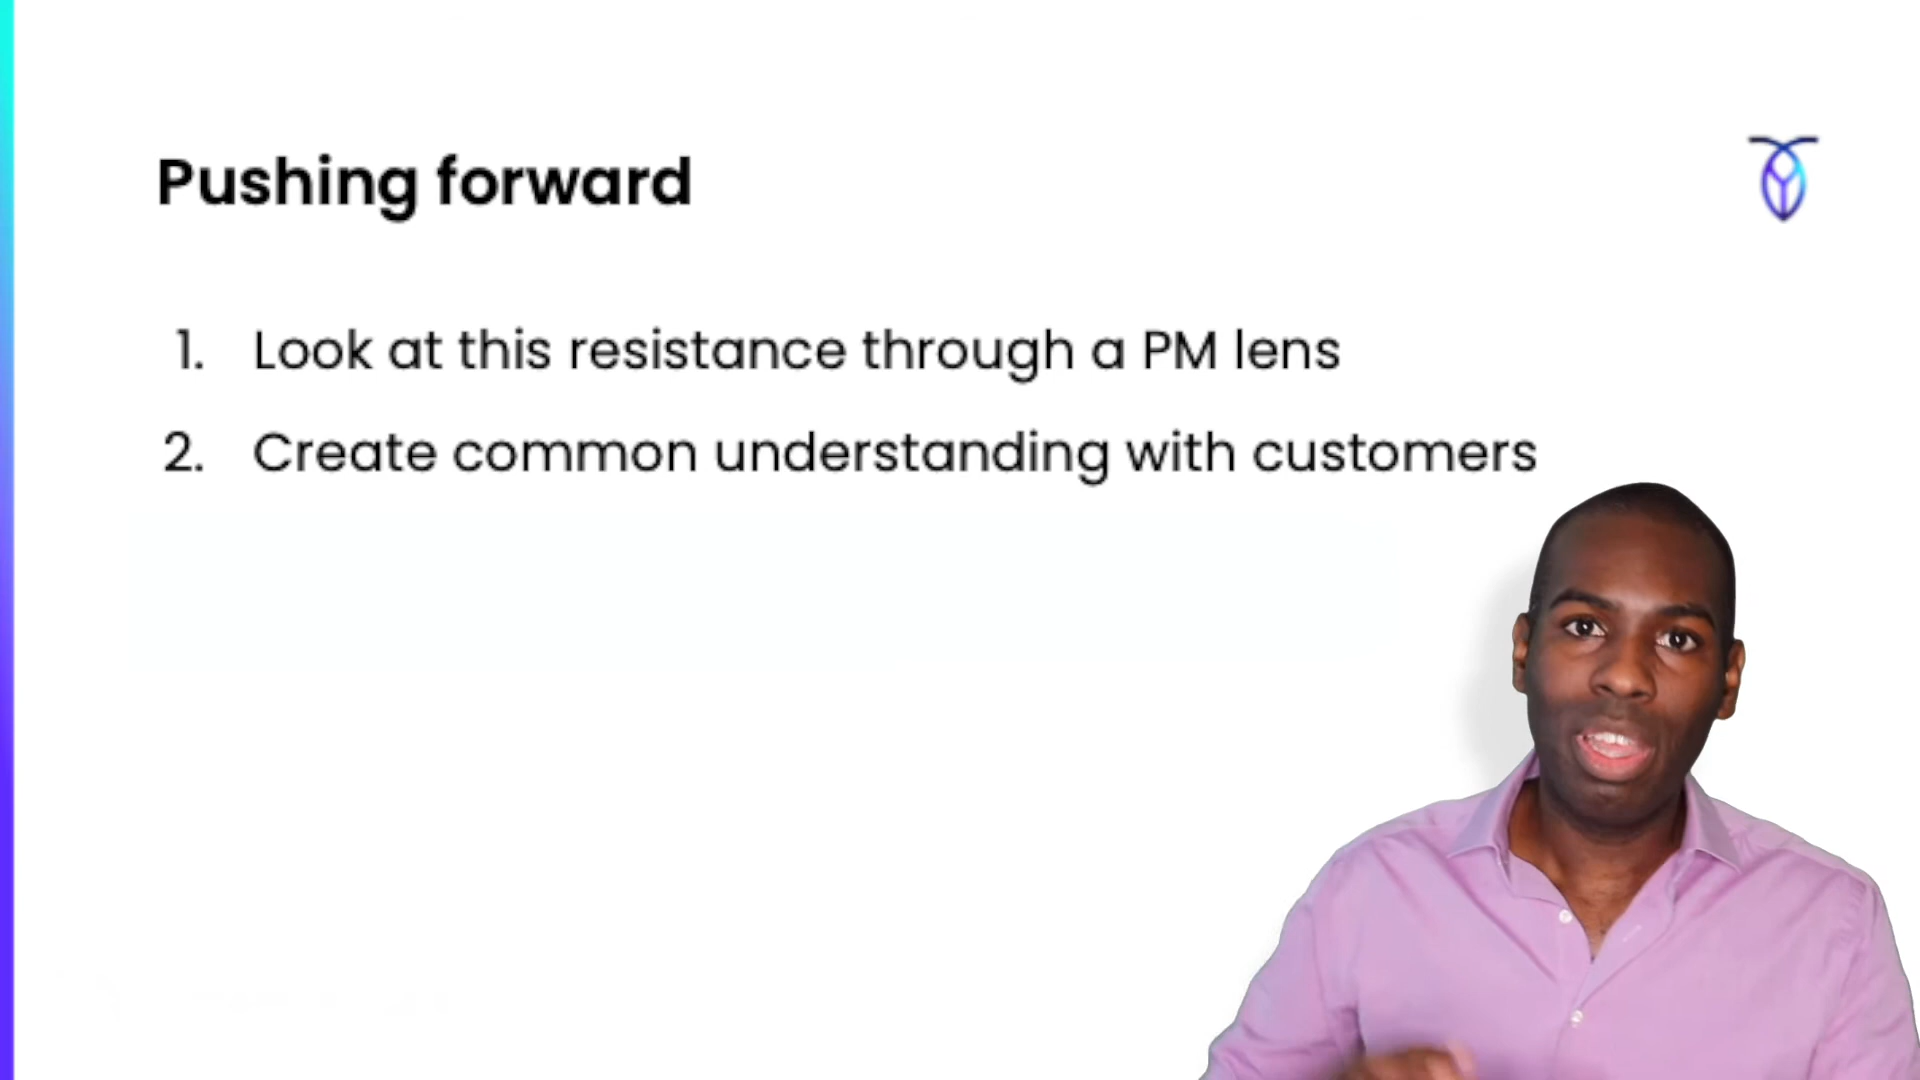 Pushing forward
1. Look at this resistance through a PM lens
2. Create common understanding with customers